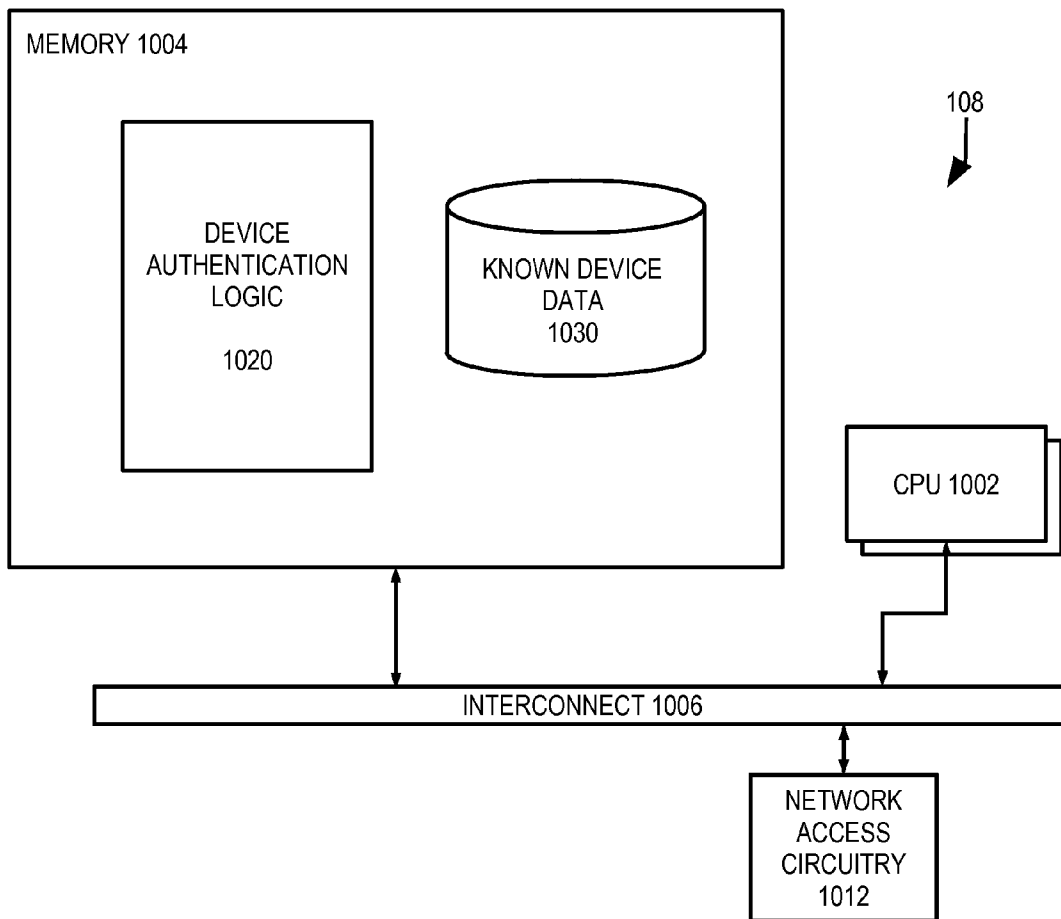 MEMORY 1004
108
DEVICE
AUTHENTICATION
LOGIC
1020
KNOWN DEVICE
DATA
1030
CPU 1002
INTERCONNECT 1006
NETWORK
ACCESS
CIRCUITRY
1012